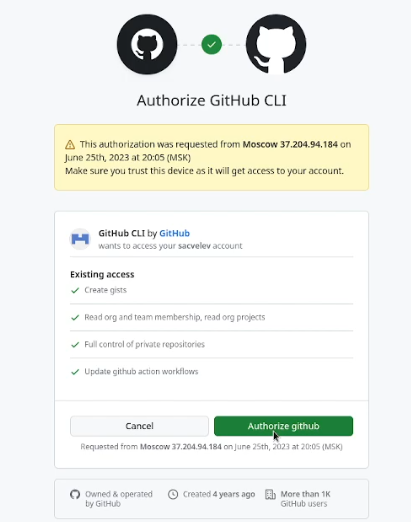 Authorize GitHub CLI
This authorization was requested from Moscow 37.204.94.184 on
June 25th, 2023 at 20:05 (MSK)
Make sure you trust this device as it will get access to your account.
GitHub CLI by GitHub
wants to access your sacvelev account
Existing access
Create gists
Read org and team membership, read org projects
Full control of private repositories
Update github action workflows
Cancel
Authorize github
Requested from Moscow 37.204.94.184 on June 25th, 2023 at 20:05 (MSK)
Owned & operated
by GitHub
Created 4 years ago
More than 1K
GitHub users